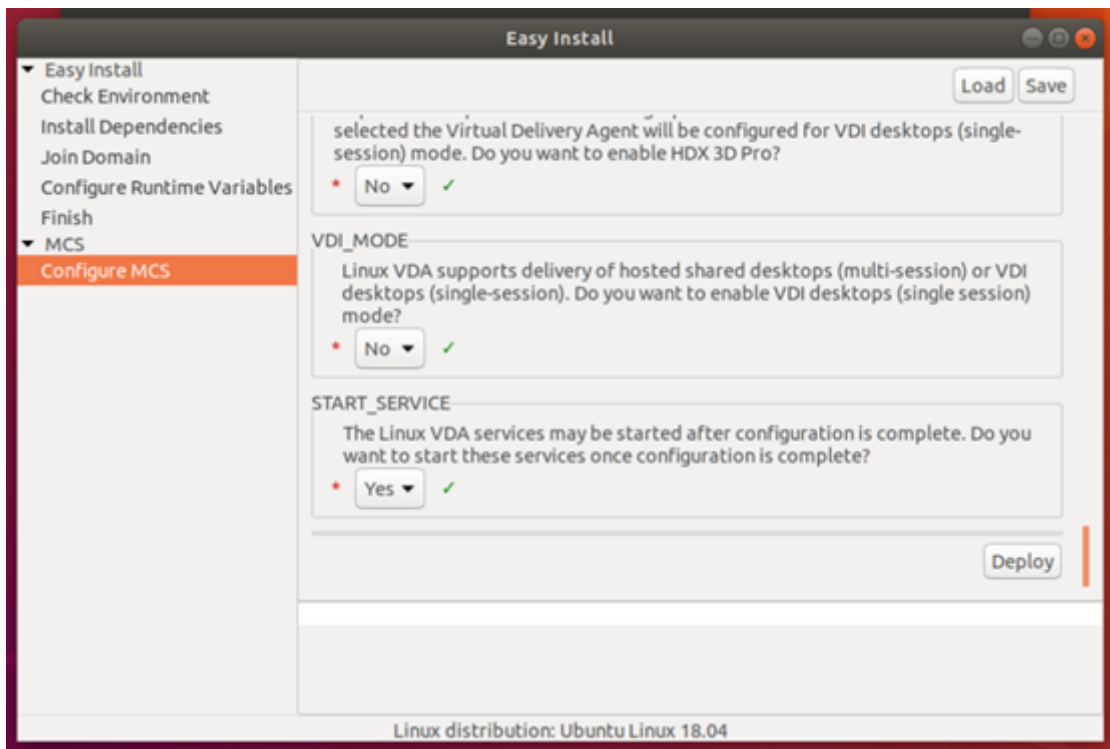 Easy Install
Easy Install
Check Environment
Install Dependencies
Join Domain
Configure Runtime Variables
Finish
MCS
Configure MCS
Load Save
selected the Virtual Delivery Agent will be configured for VDI desktops (single-
session) mode. Do you want to enable HDX 3D Pro?
* No ✓
VDI_MODE
Linux VDA supports delivery of hosted shared desktops (multi-session) or VDI
desktops (single-session). Do you want to enable VDI desktops (single session)
mode?
* No ✓
START_SERVICE
The Linux VDA services may be started after configuration is complete. Do you
want to start these services once configuration is complete?
* Yes ✓
Deploy
Linux distribution: Ubuntu Linux 18.04